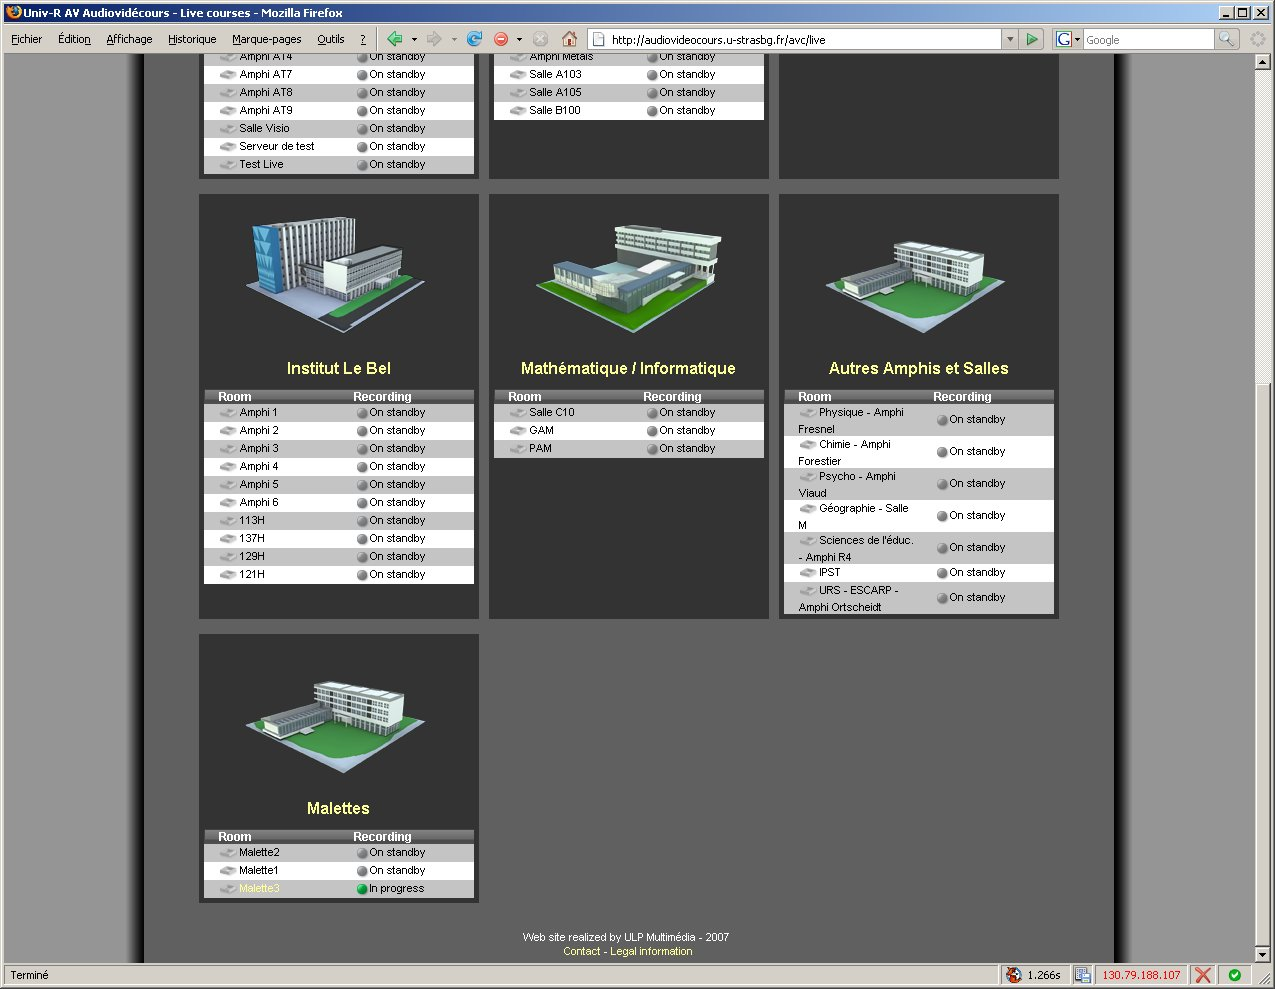 Univ-R AV Audiovidécours - Live courses - Mozilla Firefox
Fichier Édition Affichage Historique Marque-pages Outils ?
http://audiovideocours.u-strasbg.fr/avc/live
G Google
Amphi AT4 On standby
Amphi AT7 On standby
Amphi AT8 On standby
Amphi AT9 On standby
Salle Visio On standby
Serveur de test On standby
Test Live On standby
Amphi Métais On standby
Salle A103 On standby
Salle A105 On standby
Salle B100 On standby
Institut Le Bel
Room Recording
Amphi 1 On standby
Amphi 2 On standby
Amphi 3 On standby
Amphi 4 On standby
Amphi 5 On standby
Amphi 6 On standby
113H On standby
137H On standby
129H On standby
121H On standby
Mathématique / Informatique
Room Recording
Salle C10 On standby
GAM On standby
PAM On standby
Autres Amphis et Salles
Room Recording
Physique - Amphi
Fresnel On standby
Chimie - Amphi
Forestier On standby
Psycho - Amphi
Viaud On standby
Géographie - Salle
M On standby
Sciences de l'éduc.
- Amphi R4 On standby
IPST On standby
URS - ESCARP -
Amphi Ortscheidt On standby
Malettes
Room Recording
Malette2 On standby
Malette1 On standby
Malette3 In progress
Web site realized by ULP Multimédia - 2007
Contact - Legal information
Terminé 1.266s 130.79.188.107